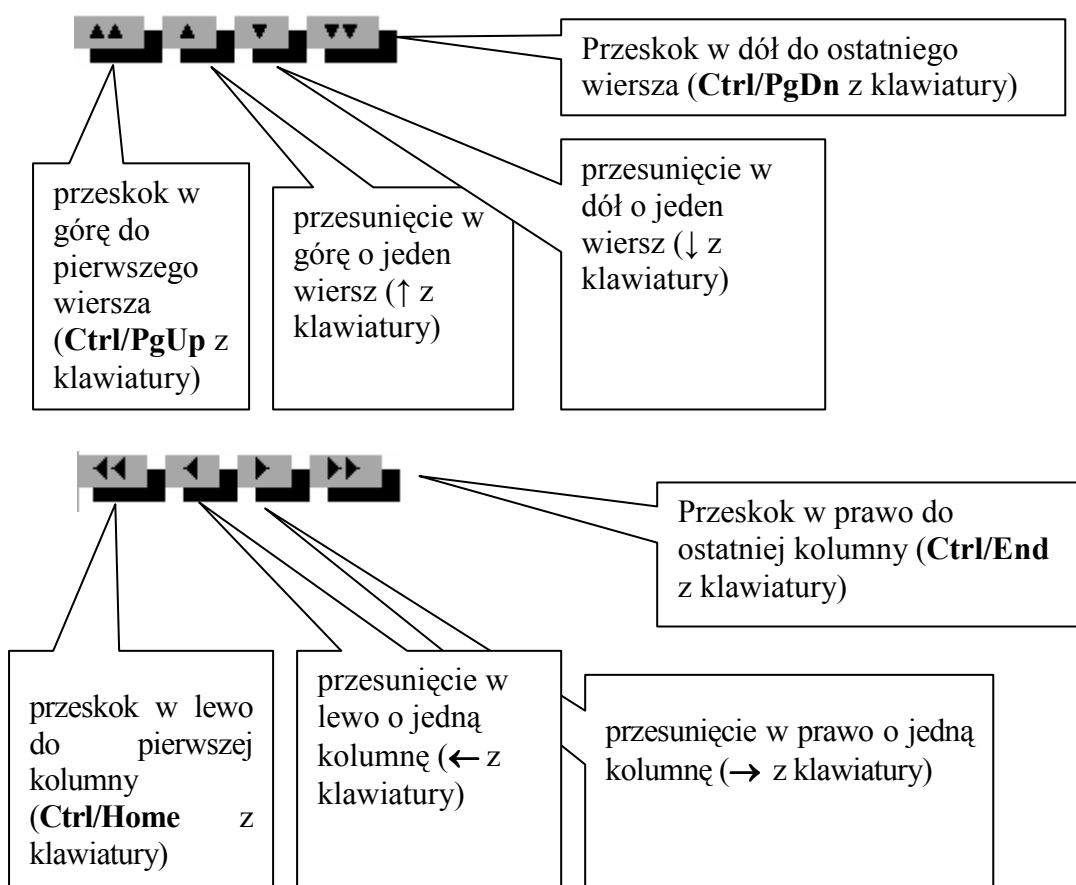 Przeskok w dół do ostatniego
wiersza (Ctrl/PgDn z klawiatury)
przeskok w
górę do
pierwszego
wiersza
(Ctrl/PgUp z
klawiatury)
przesunięcie w
górę o jeden
wiersz (↑ z
klawiatury)
przesunięcie w
dół o jeden
wiersz (↓ z
klawiatury)
Przeskok w prawo do
ostatniej kolumny (Ctrl/End
z klawiatury)
przeskok w lewo
do pierwszej
kolumny
(Ctrl/Home z
klawiatury)
przesunięcie w
lewo o jedną
kolumnę (← z
klawiatury)
przesunięcie w prawo o jedną
kolumnę (→ z klawiatury)